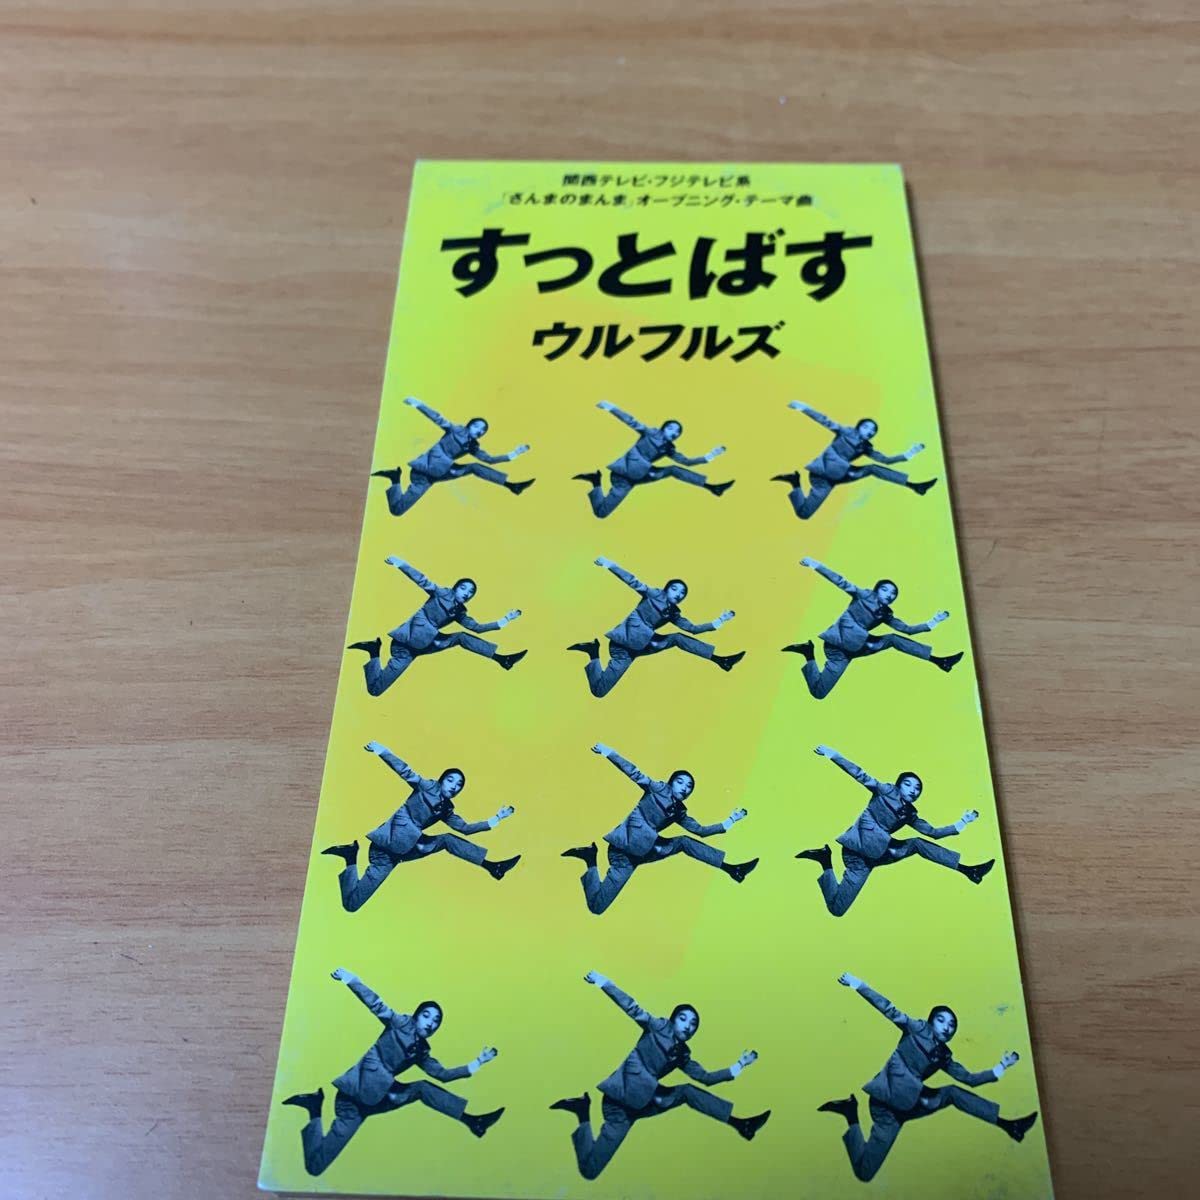 関西テレビ・フジテレビ系
「さんまのまんま」オープニング・テーマ曲
すっとばす
ウルフルズ